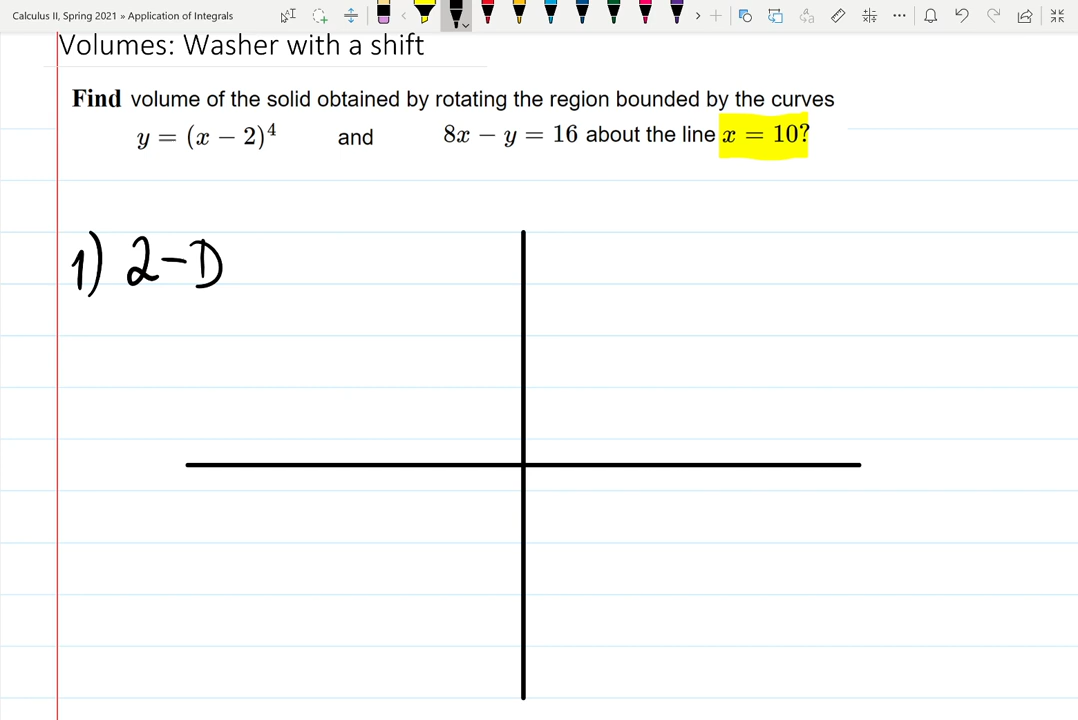 Calculus II, Spring 2021 » Application of Integrals
Volumes: Washer with a shift
Find volume of the solid obtained by rotating the region bounded by the curves
y = (x − 2)⁴ and 8x − y = 16 about the line x = 10?
1) 2-D